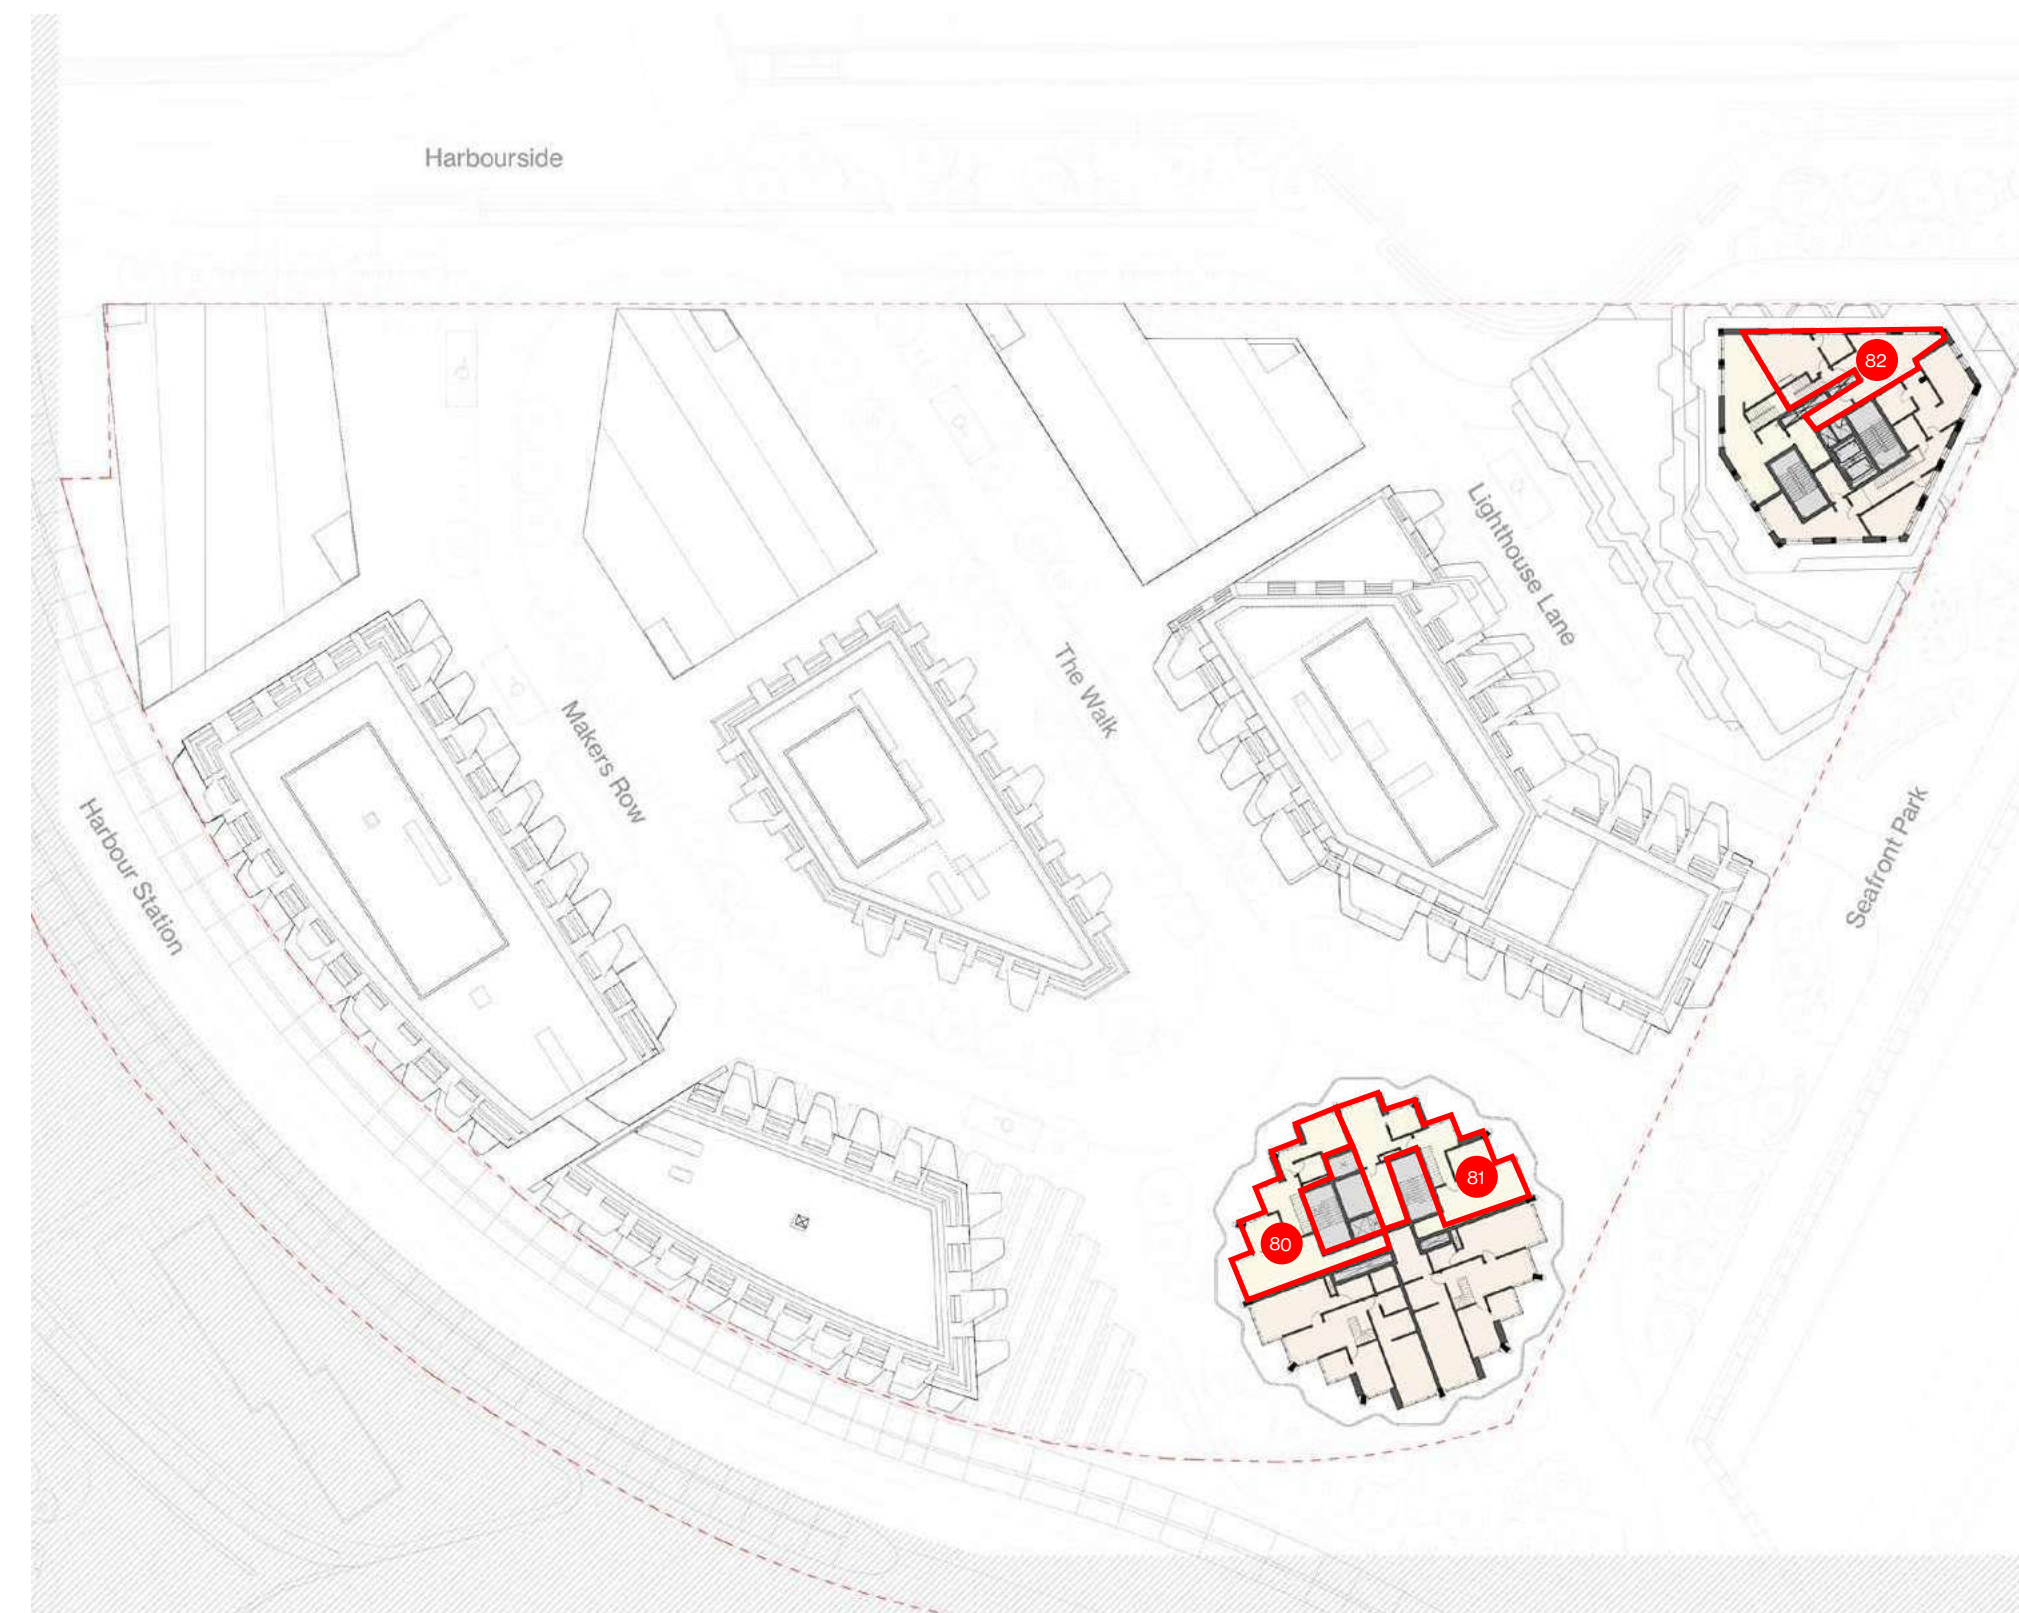 Harbourside
82
Lighthouse Lane
The Walk
Makers Row
Harbour Station
Seafront Park
81
80